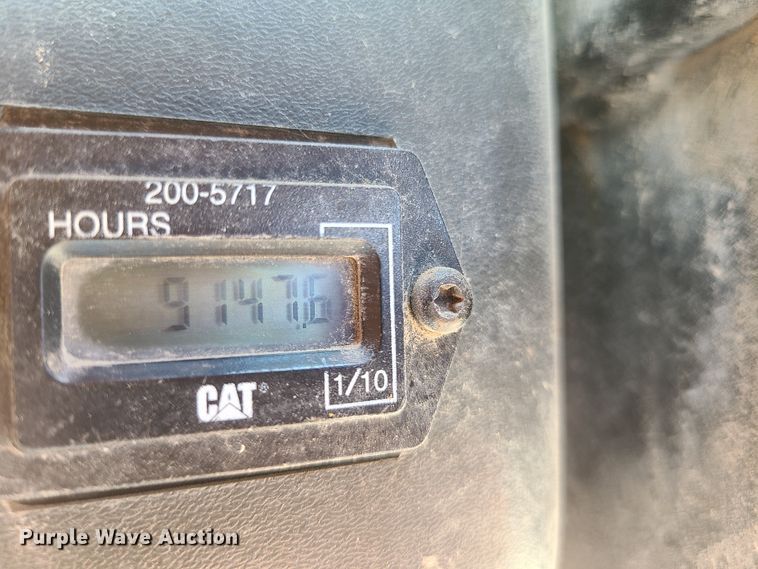 200-5717
HOURS
9147.6
CAT®
1/10
Purple Wave Auction